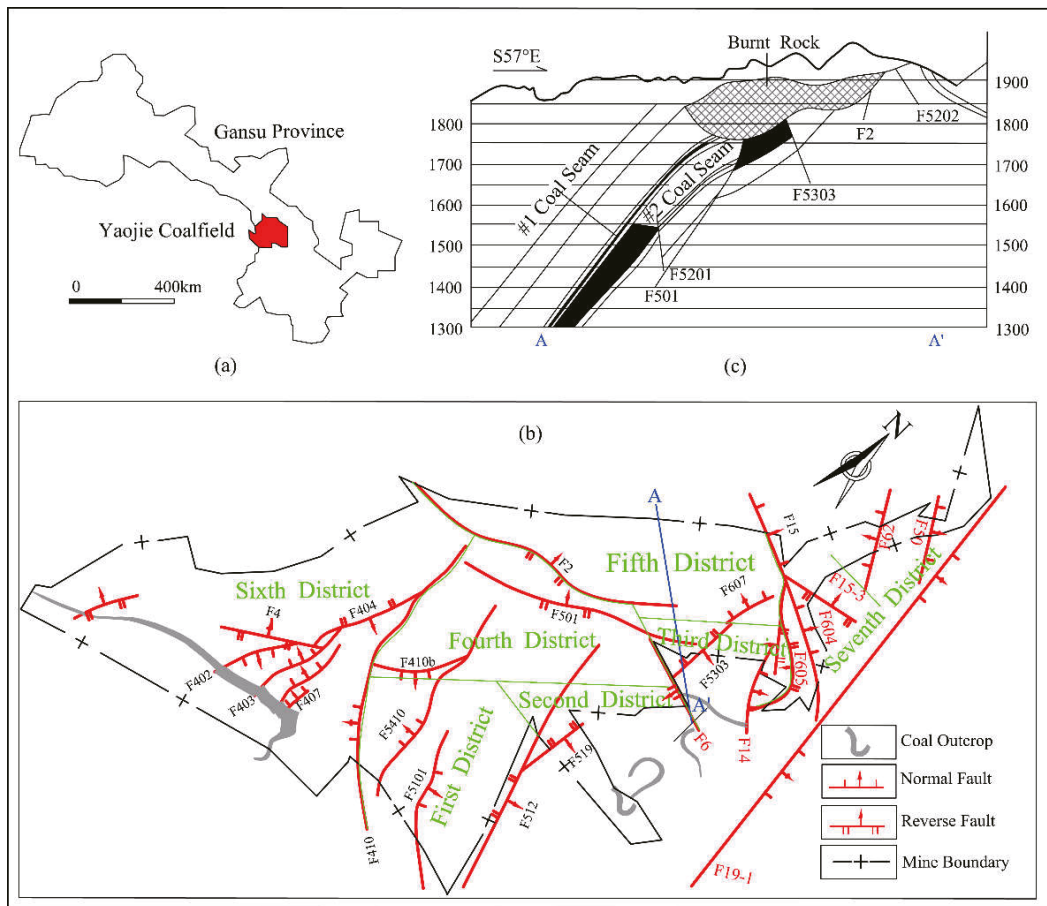 (a)
Gansu Province
Yaojie Coalfield
0 400km
(c)
S57°E
Burnt Rock
1900
1800
1700
1600
1500
1400
1300
1800
1700
1600
1500
1400
1300
#1 Coal Seam
#2 Coal Seam
F2
F5202
F5303
F5201
F501
A
A'
(b)
N
A
A'
Sixth District
Fifth District
Fourth District
Third District
Second District
First District
Seventh District
F2
F15
F62
F50
F15-3
F4
F404
F501
F607
F604
F605
F402
F403
F407
F410b
F5303
F5410
F5101
F519
F512
F6
F14
F410
F19-1
Coal Outcrop
Normal Fault
Reverse Fault
Minc Boundary